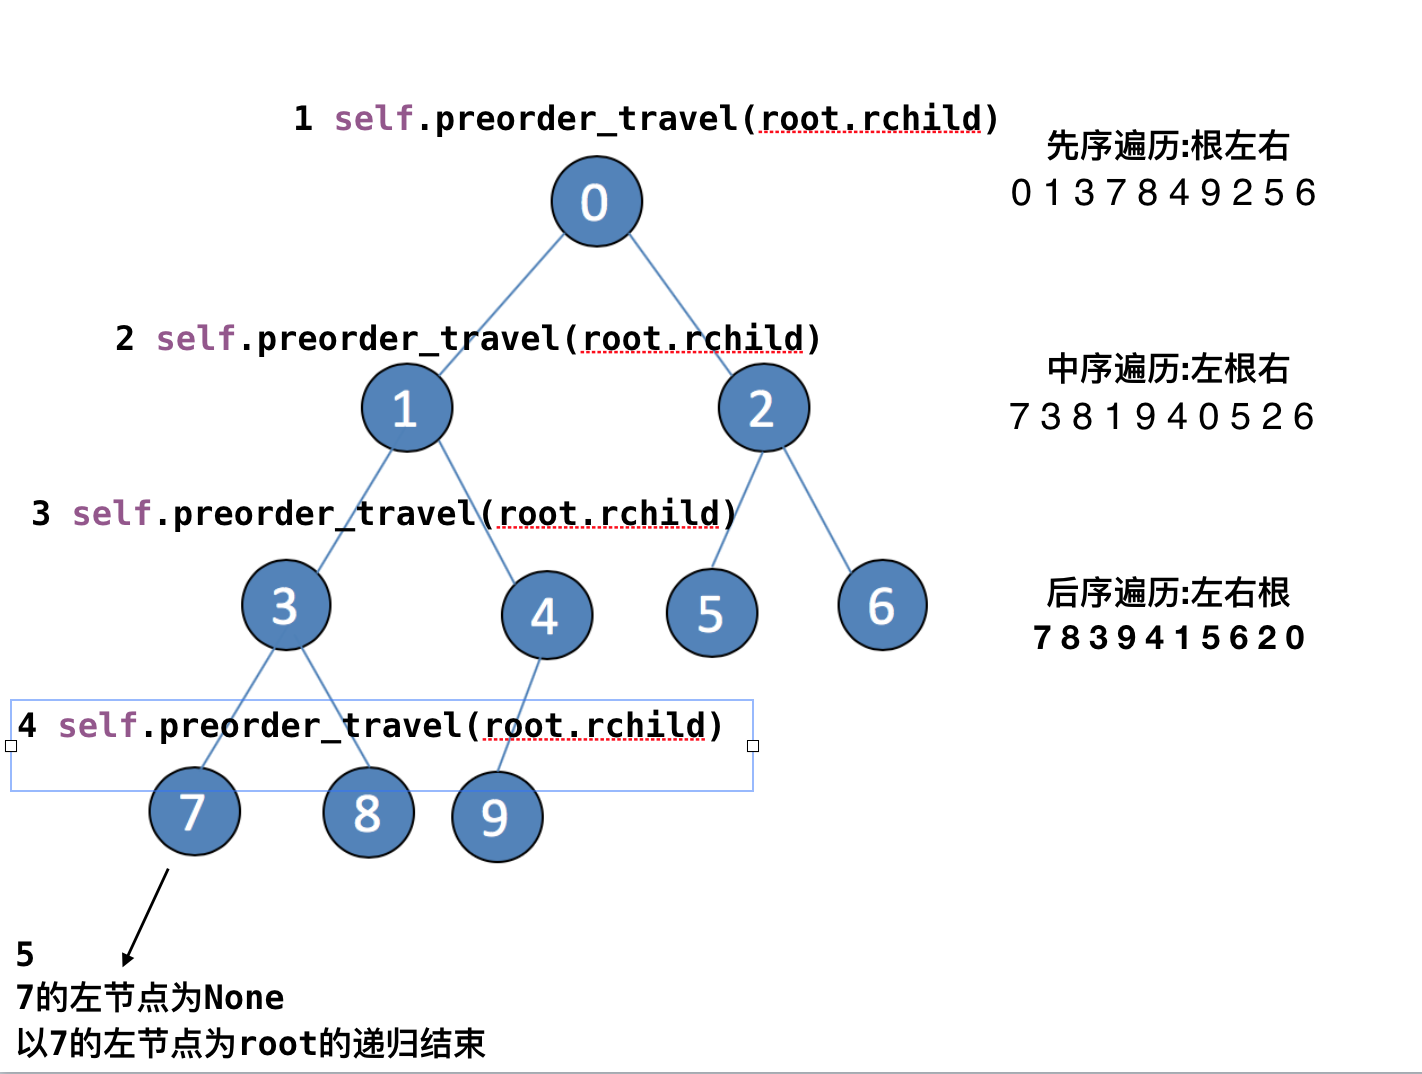 1 self.preorder_travel(root.rchild)
先序遍历:根左右
0 1 3 7 8 4 9 2 5 6
0
2 self.preorder_travel(root.rchild)
中序遍历:左根右
7 3 8 1 9 4 0 5 2 6
1
2
3 self.preorder_travel(root.rchild)
后序遍历:左右根
7 8 3 9 4 1 5 6 2 0
3
4
5
6
4 self.preorder_travel(root.rchild)
7
8
9
5
7的左节点为None
以7的左节点为root的递归结束